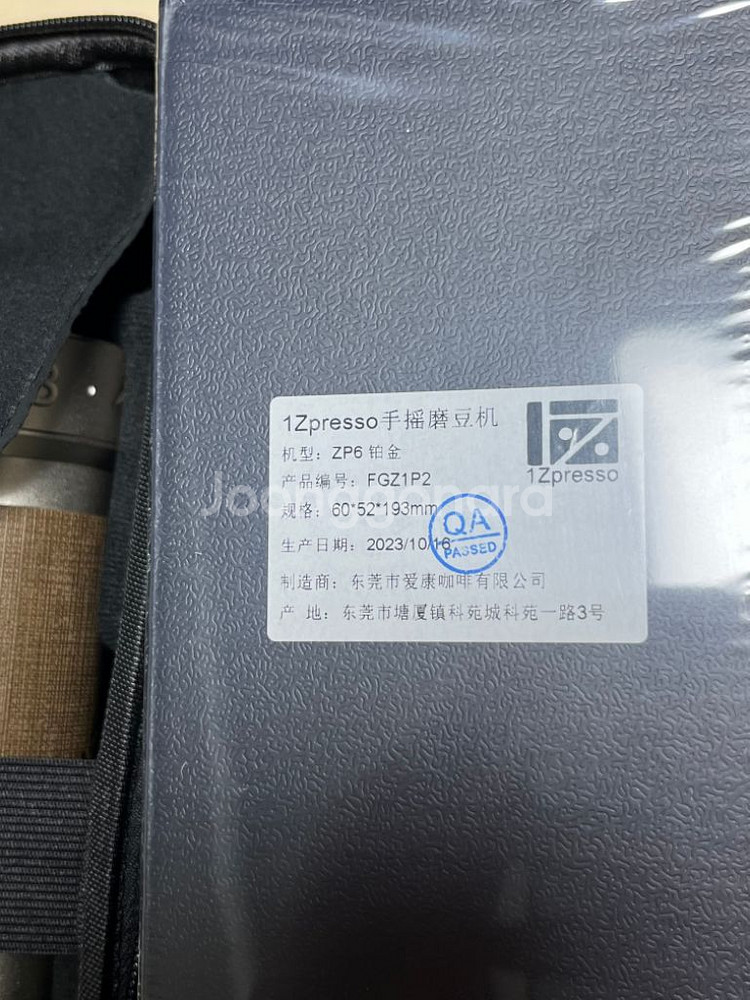 1Zpresso手摇磨豆机
1Zpresso
机型: ZP6 铂金
产品编号: FGZ1P2
规格: 60*52*193mm
生产日期: 2023/10/16
QA
PASSED
制造商: 东莞市爱康咖啡有限公司
产 地: 东莞市塘厦镇科苑城科苑一路3号
Joonggonara